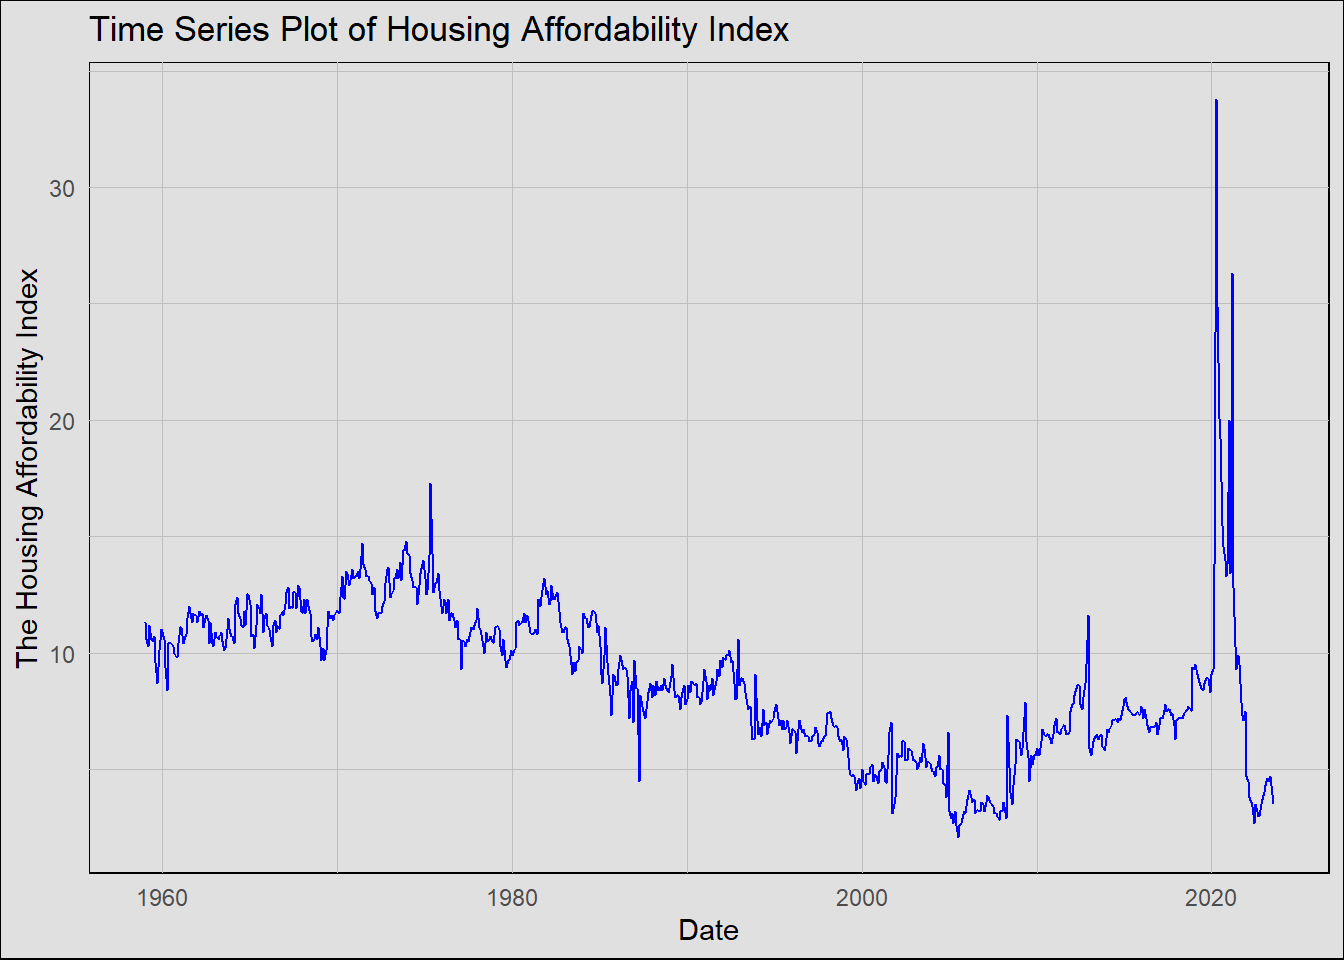 Time Series Plot of Housing Affordability Index
The Housing Affordability Index
30
20
10
1960
1980
2000
2020
Date